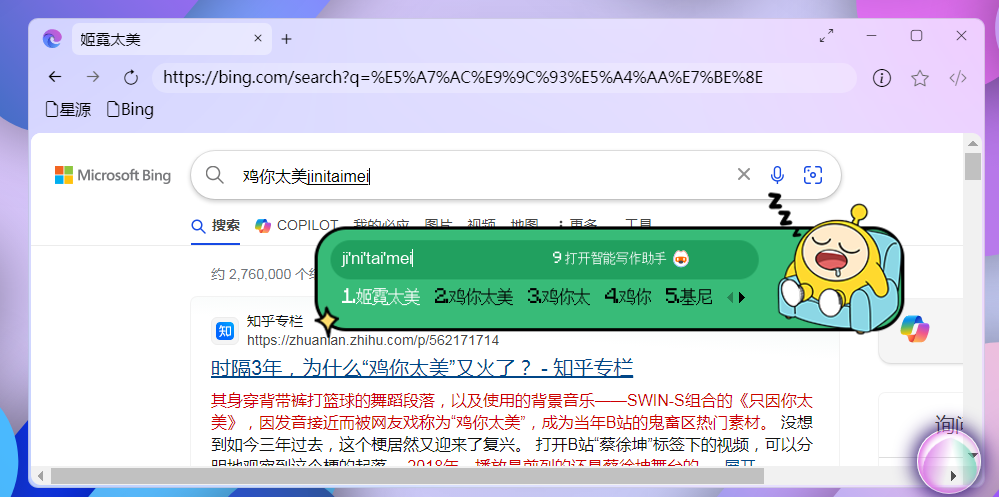 姬霓太美
https://bing.com/search?q=%E5%A7%AC%E9%9C%93%E5%A4%AA%E7%BE%8E
星源 Bing
Microsoft Bing
鸡你太美jinitaimei
搜索 COPILOT 我的必应 图片 视频 地图 更多 工具
约 2,760,000 个结
ji'ni'tai'mei 9 打开智能写作助手
1.姬霓太美 2.鸡你太美 3.鸡你太 4.鸡你 5.基尼
知 知乎专栏
https://zhuanlan.zhihu.com/p/562171714
时隔3年，为什么“鸡你太美”又火了？ - 知乎专栏
其身穿背带裤打篮球的舞蹈段落，以及使用的背景音乐——SWIN-S组合的《只因你太
美》，因发音接近而被网友戏称为“鸡你太美”，成为当年B站的鬼畜区热门素材。 没想
到如今三年过去，这个梗居然又迎来了复兴。 打开B站“蔡徐坤”标签下的视频，可以分
明地观察到这个梗的起落。 2018年，播放量前列的还是蔡徐坤舞台的 ... 展开
询问